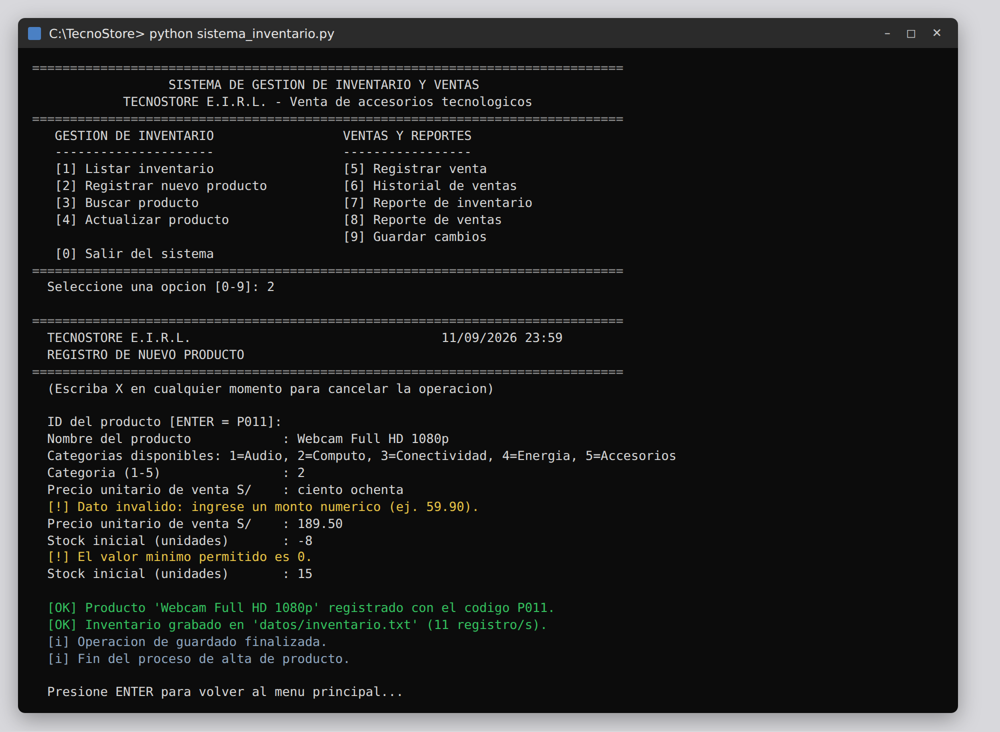 C:\TecnoStore> python sistema_inventario.py
==============================================================================
SISTEMA DE GESTION DE INVENTARIO Y VENTAS
TECNOSTORE E.I.R.L. - Venta de accesorios tecnologicos
==============================================================================
GESTION DE INVENTARIO VENTAS Y REPORTES
--------------------- -----------------
[1] Listar inventario [5] Registrar venta
[2] Registrar nuevo producto [6] Historial de ventas
[3] Buscar producto [7] Reporte de inventario
[4] Actualizar producto [8] Reporte de ventas
[9] Guardar cambios
[0] Salir del sistema
==============================================================================
Seleccione una opcion [0-9]: 2
==============================================================================
TECNOSTORE E.I.R.L. 11/09/2026 23:59
REGISTRO DE NUEVO PRODUCTO
==============================================================================
(Escriba X en cualquier momento para cancelar la operacion)
ID del producto [ENTER = P011]:
Nombre del producto : Webcam Full HD 1080p
Categorias disponibles: 1=Audio, 2=Computo, 3=Conectividad, 4=Energia, 5=Accesorios
Categoria (1-5) : 2
Precio unitario de venta S/ : ciento ochenta
[!] Dato invalido: ingrese un monto numerico (ej. 59.90).
Precio unitario de venta S/ : 189.50
Stock inicial (unidades) : -8
[!] El valor minimo permitido es 0.
Stock inicial (unidades) : 15
[OK] Producto 'Webcam Full HD 1080p' registrado con el codigo P011.
[OK] Inventario grabado en 'datos/inventario.txt' (11 registro/s).
[i] Operacion de guardado finalizada.
[i] Fin del proceso de alta de producto.
Presione ENTER para volver al menu principal...